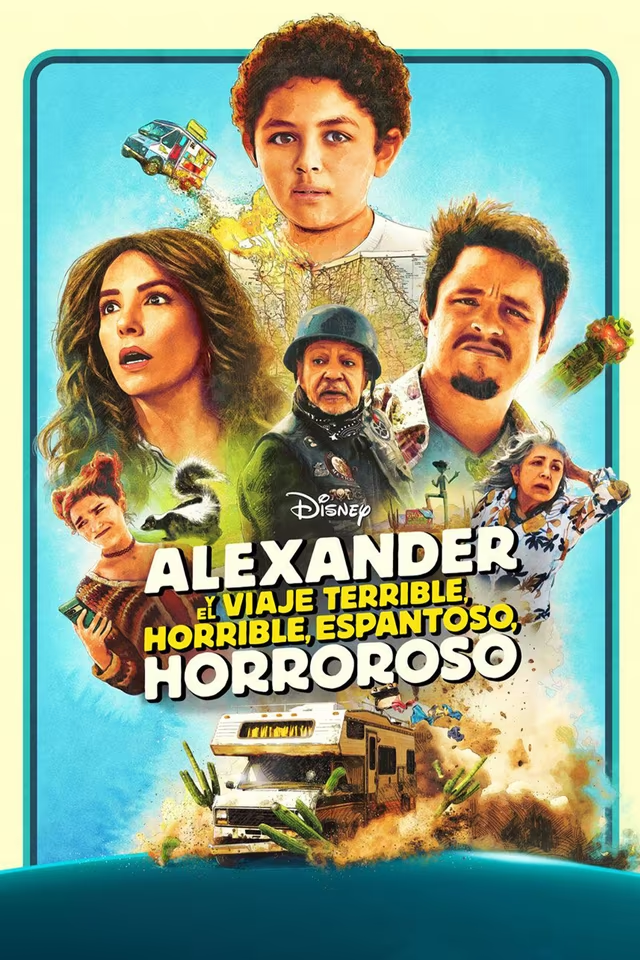 Disney
ALEXANDER
Y EL VIAJE TERRIBLE,
HORRIBLE, ESPANTOSO,
HORROROSO